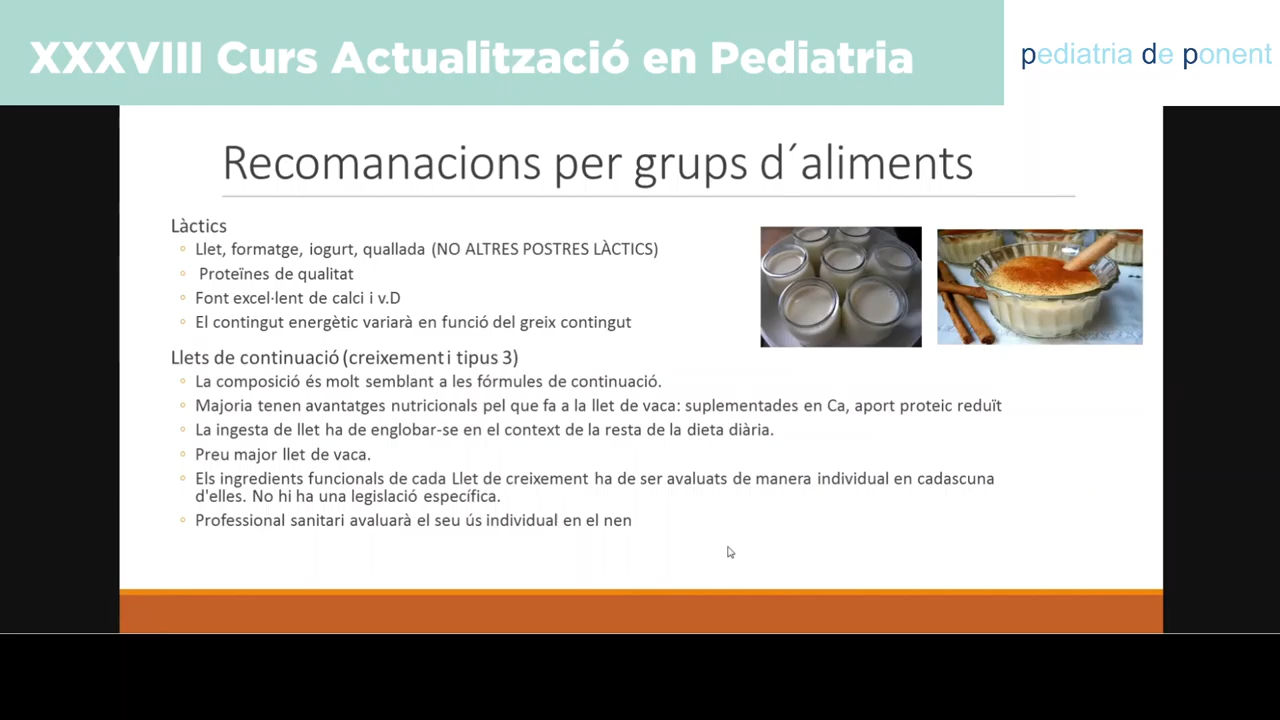 XXXVIII Curs Actualització en Pediatria
pediatria de ponent
Recomanacions per grups d´aliments
Làctics
Llet, formatge, iogurt, quallada (NO ALTRES POSTRES LÀCTICS)
Proteïnes de qualitat
Font excel·lent de calci i v.D
El contingut energètic variarà en funció del greix contingut
Llets de continuació (creixement i tipus 3)
La composició és molt semblant a les fórmules de continuació.
Majoria tenen avantatges nutricionals pel que fa a la llet de vaca: suplementades en Ca, aport proteic reduït
La ingesta de llet ha de englobar-se en el context de la resta de la dieta diària.
Preu major llet de vaca.
Els ingredients funcionals de cada Llet de creixement ha de ser avaluats de manera individual en cadascuna
d'elles. No hi ha una legislació específica.
Professional sanitari avaluarà el seu ús individual en el nen